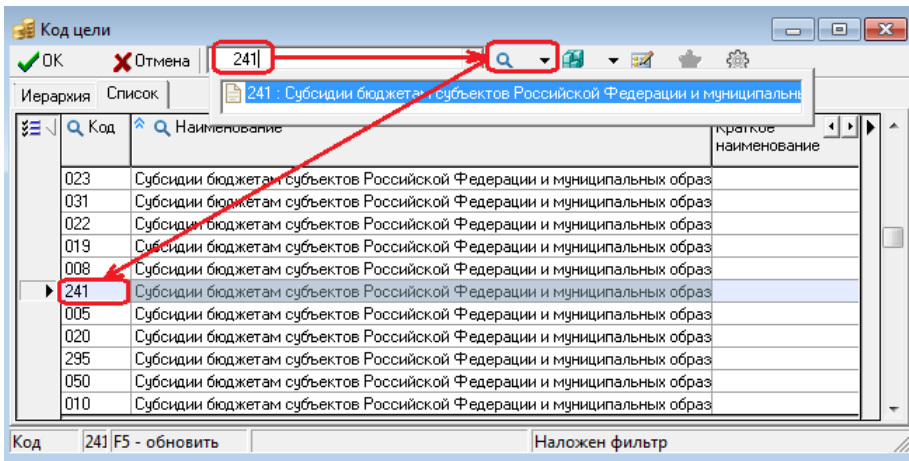 Код цели
OK Отмена 241
Иерархия Список
241 : Субсидии бюджетам субъектов Российской Федерации и муниципальн
Код Наименование Краткое наименование
023 Субсидии бюджетам субъектов Российской Федерации и муниципальных образ
031 Субсидии бюджетам субъектов Российской Федерации и муниципальных образ
022 Субсидии бюджетам субъектов Российской Федерации и муниципальных образ
019 Субсидии бюджетам субъектов Российской Федерации и муниципальных образ
008 Субсидии бюджетам субъектов Российской Федерации и муниципальных образ
241 Субсидии бюджетам субъектов Российской Федерации и муниципальных образ
005 Субсидии бюджетам субъектов Российской Федерации и муниципальных образ
020 Субсидии бюджетам субъектов Российской Федерации и муниципальных образ
295 Субсидии бюджетам субъектов Российской Федерации и муниципальных образ
050 Субсидии бюджетам субъектов Российской Федерации и муниципальных образ
010 Субсидии бюджетам субъектов Российской Федерации и муниципальных образ
Код 241 F5 - обновить Наложен фильтр